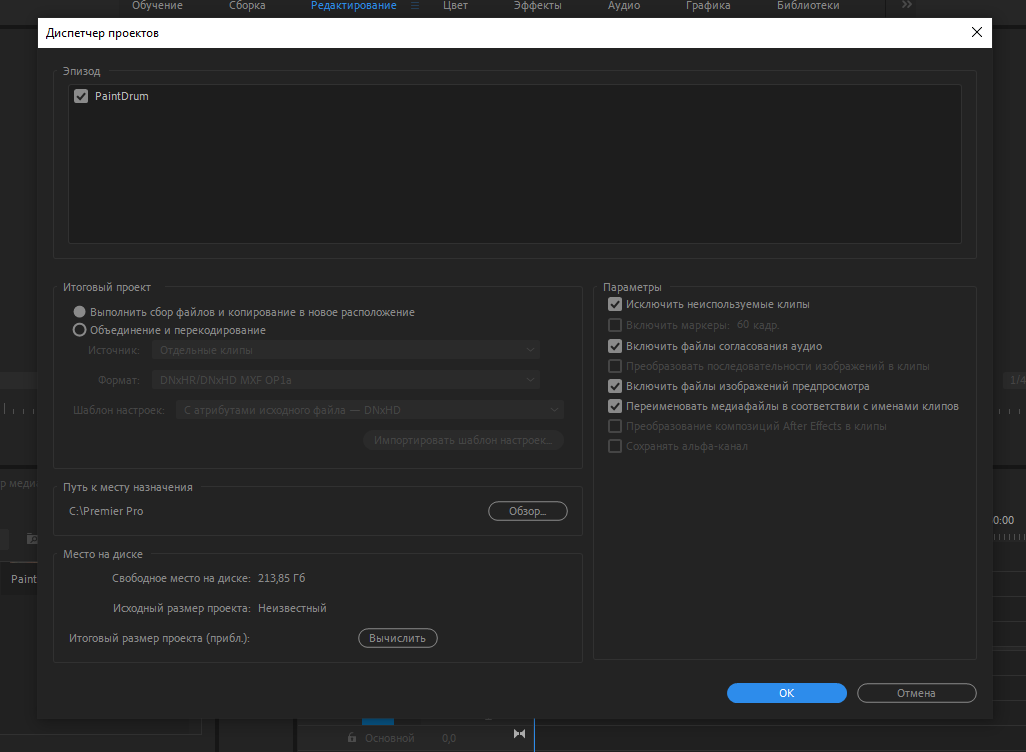 Обучение Сборка Редактирование Цвет Эффекты Аудио Графика Библиотеки
Диспетчер проектов
Эпизод
PaintDrum
Итоговый проект
Выполнить сбор файлов и копирование в новое расположение
Объединение и перекодирование
Источник: Отдельные клипы
Формат: DNxHR/DNxHD MXF OP1a
Шаблон настроек: С атрибутами исходного файла — DNxHD
Импортировать шаблон настроек...
Параметры
Исключить неиспользуемые клипы
Включить маркеры: 60 кадр.
Включить файлы согласования аудио
Преобразовать последовательности изображений в клипы
Включить файлы изображений предпросмотра
Переименовать медиафайлы в соответствии с именами клипов
Преобразование композиций After Effects в клипы
Сохранять альфа-канал
Путь к месту назначения
C:\Premier Pro
Обзор...
Место на диске
Свободное место на диске: 213,85 Гб
Исходный размер проекта: Неизвестный
Итоговый размер проекта (прибл.):
Вычислить
OK
Отмена
1/4
р меди
0:00
Paint
Основной 0,0